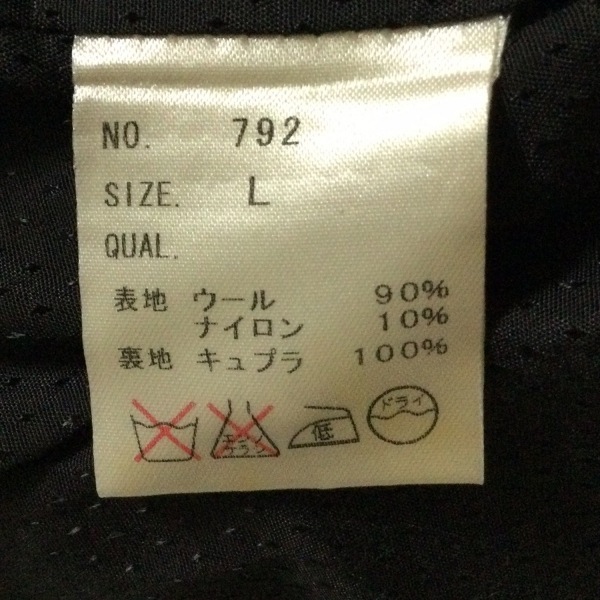 NO. 792
SIZE. L
QUAL.
表地 ウール 90%
ナイロン 10%
裏地 キュプラ 100%
エンソ
サラシ
低
ドライ